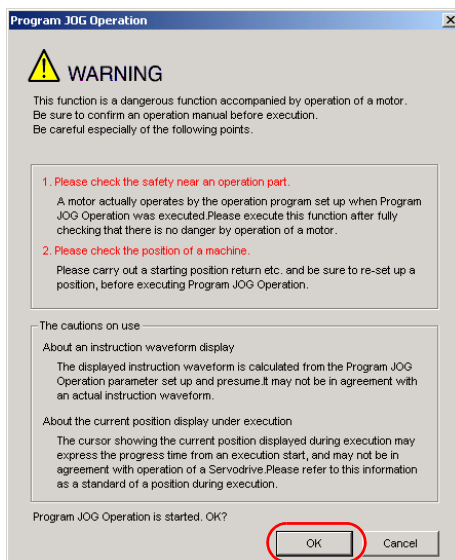 Program JOG Operation
WARNING
This function is a dangerous function accompanied by operation of a motor.
Be sure to confirm an operation manual before execution.
Be careful especially of the following points.
1. Please check the safety near an operation part.
A motor actually operates by the operation program set up when Program
JOG Operation was executed.Please execute this function after fully
checking that there is no danger by operation of a motor.
2. Please check the position of a machine.
Please carry out a starting position return etc. and be sure to re-set up a
position, before executing Program JOG Operation.
The cautions on use
About an instruction waveform display
The displayed instruction waveform is calculated from the Program JOG
Operation parameter set up and presume.It may not be in agreement with
an actual instruction waveform.
About the current position display under execution
The cursor showing the current position displayed during execution may
express the progress time from an execution start, and may not be in
agreement with operation of a Servodrive.Please refer to this information
as a standard of a position during execution.
Program JOG Operation is started. OK?
OK
Cancel